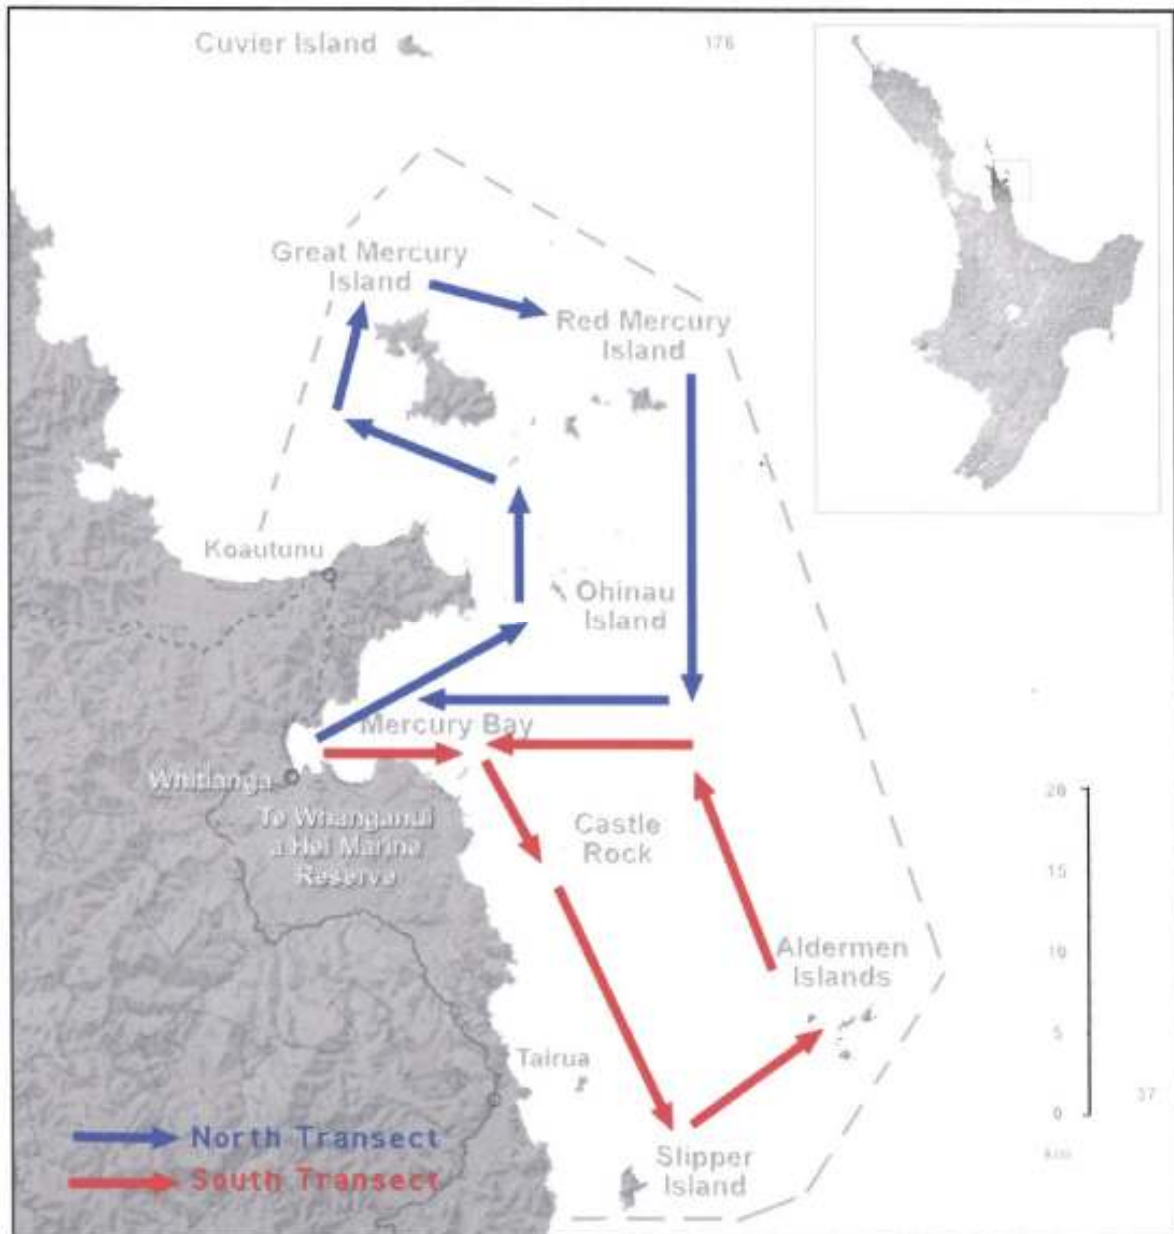 Cuvier Island
176
Great Mercury
Island
Red Mercury
Island
Koautunu
Ohinau
Island
Mercury Bay
Whitianga
Te Whanganui
a Hei Marine
Reserve
Castle
Rock
20
15
10
5
0
Aldermen
Islands
Tairua
37
North Transect
South Transect
Slipper
Island